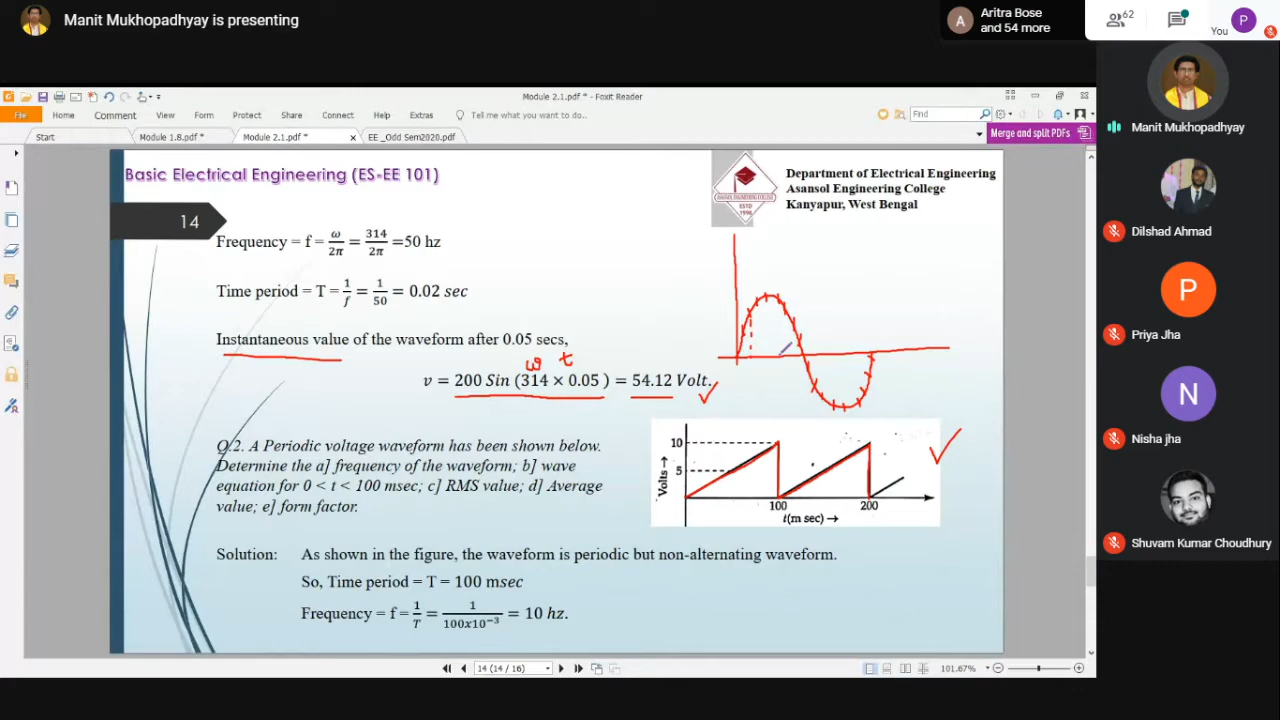 Manit Mukhopadhyay is presenting
A
Aritra Bose
and 54 more
62
You
P
Module 2.1.pdf * - Foxit Reader
File
Home
Comment
View
Form
Protect
Share
Connect
Help
Extras
Tell me what you want to do...
Find
Start
Module 1.8.pdf *
Module 2.1.pdf *
EE _Odd Sem2020.pdf
Merge and split PDFs
Basic Electrical Engineering (ES-EE 101)
ESTD
1998
Department of Electrical Engineering
Asansol Engineering College
Kanyapur, West Bengal
14
Frequency = f = ω/2π = 314/2π =50 hz
Time period = T = 1/f = 1/50 = 0.02 sec
Instantaneous value of the waveform after 0.05 secs,
ω t
v = 200 Sin (314 × 0.05 ) = 54.12 Volt.
Q.2. A Periodic voltage waveform has been shown below.
Determine the a] frequency of the waveform; b] wave
equation for 0 < t < 100 msec; c] RMS value; d] Average
value; e] form factor.
10
5
Volts →
100
200
t(m sec) →
Solution: As shown in the figure, the waveform is periodic but non-alternating waveform.
So, Time period = T = 100 msec
Frequency = f = 1/T = 1/100x10⁻³ = 10 hz.
14 (14 / 16)
101.67%
Manit Mukhopadhyay
Dilshad Ahmad
P
Priya Jha
N
Nisha jha
Shuvam Kumar Choudhury